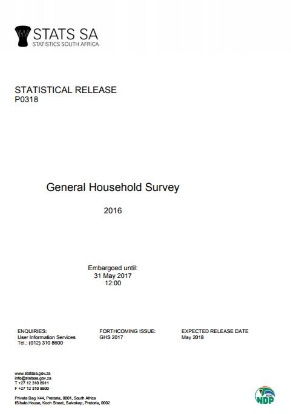 STATS SA
STATISTICS SOUTH AFRICA
STATISTICAL RELEASE
P0318
General Household Survey
2016
Embargoed until:
31 May 2017
12:00
ENQUIRIES:
User Information Services
Tel.: (012) 310 8600
FORTHCOMING ISSUE:
GHS 2017
EXPECTED RELEASE DATE
May 2018
www.statssa.gov.za
info@statssa.gov.za
T +27 12 310 8911
F +27 12 310 8500
Private Bag X44, Pretoria, 0001, South Africa
ISIbalo House, Koch Street, Salvokop, Pretoria, 0002
NDP